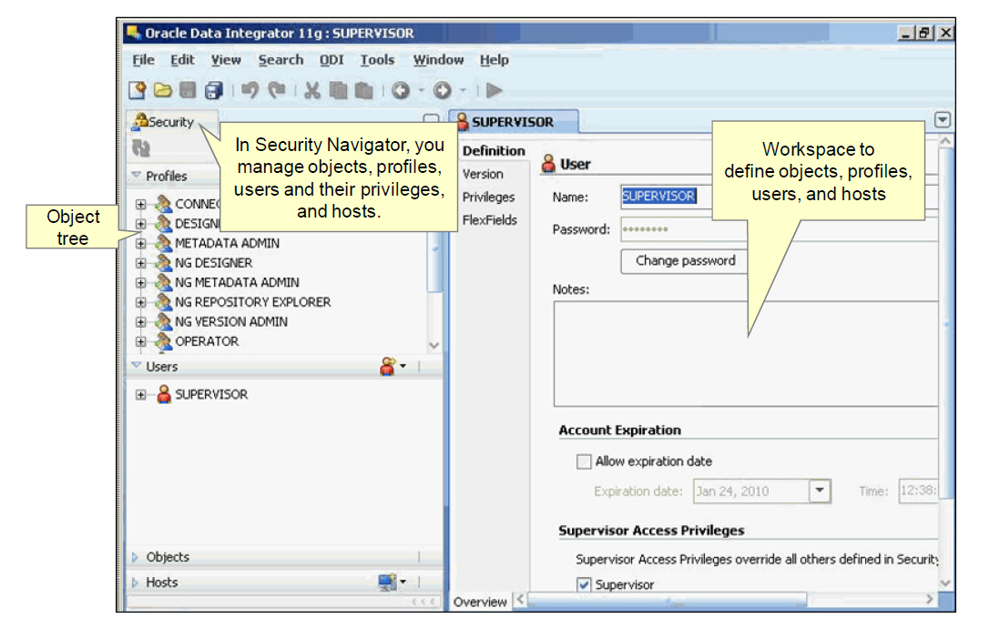 Oracle Data Integrator 11g : SUPERVISOR
File Edit View Search ODI Tools Window Help
Security
In Security Navigator, you
manage objects, profiles,
users and their privileges,
and hosts.
Object
tree
Profiles
CONNEC
DESIGN
METADATA ADMIN
NG DESIGNER
NG METADATA ADMIN
NG REPOSITORY EXPLORER
NG VERSION ADMIN
OPERATOR
Users
SUPERVISOR
Objects
Hosts
SUPERVISOR
Workspace to
define objects, profiles,
users, and hosts
Definition
Version
Privileges
FlexFields
User
Name: SUPERVISOR
Password: ********
Change password
Notes:
Account Expiration
Allow expiration date
Expiration date: Jan 24, 2010 Time: 12:38:
Supervisor Access Privileges
Supervisor Access Privileges override all others defined in Security
Supervisor
Overview